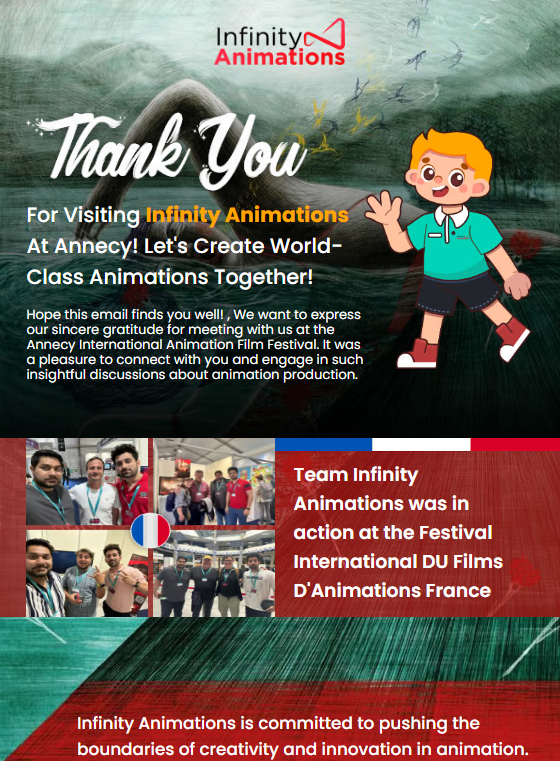 Infinity
Animations
Thank You
For Visiting Infinity Animations
At Annecy! Let's Create World-
Class Animations Together!
Hope this email finds you well! , We want to express
our sincere gratitude for meeting with us at the
Annecy International Animation Film Festival. It was
a pleasure to connect with you and engage in such
insightful discussions about animation production.
Team Infinity
Animations was in
action at the Festival
International DU Films
D'Animations France
Infinity Animations is committed to pushing the
boundaries of creativity and innovation in animation.